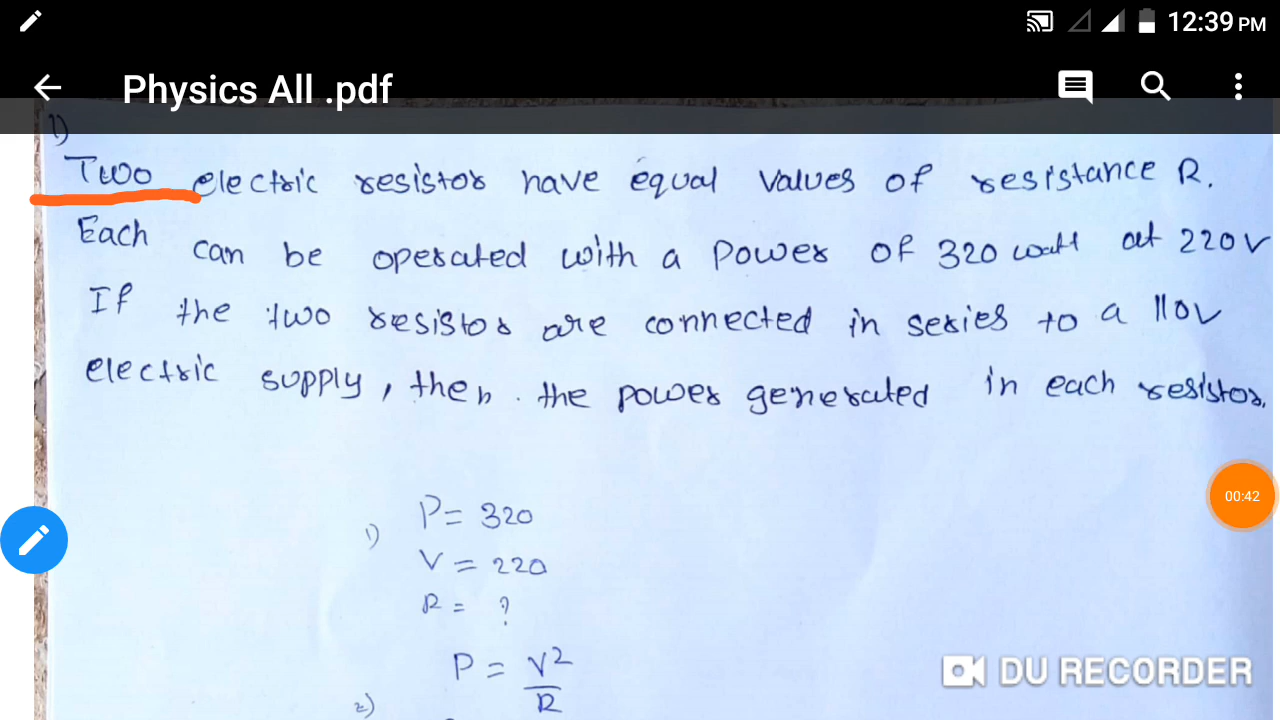 12:39 PM
Physics All .pdf
1)
Two electric resistor have equal values of resistance R.
Each can be operated with a power of 320 watt at 220v
If the two resistor are connected in series to a 110v
electric supply, then the power generated in each resistor.
00:42
1) P= 320
V = 220
R = ?
2) P = V²/R
DU RECORDER